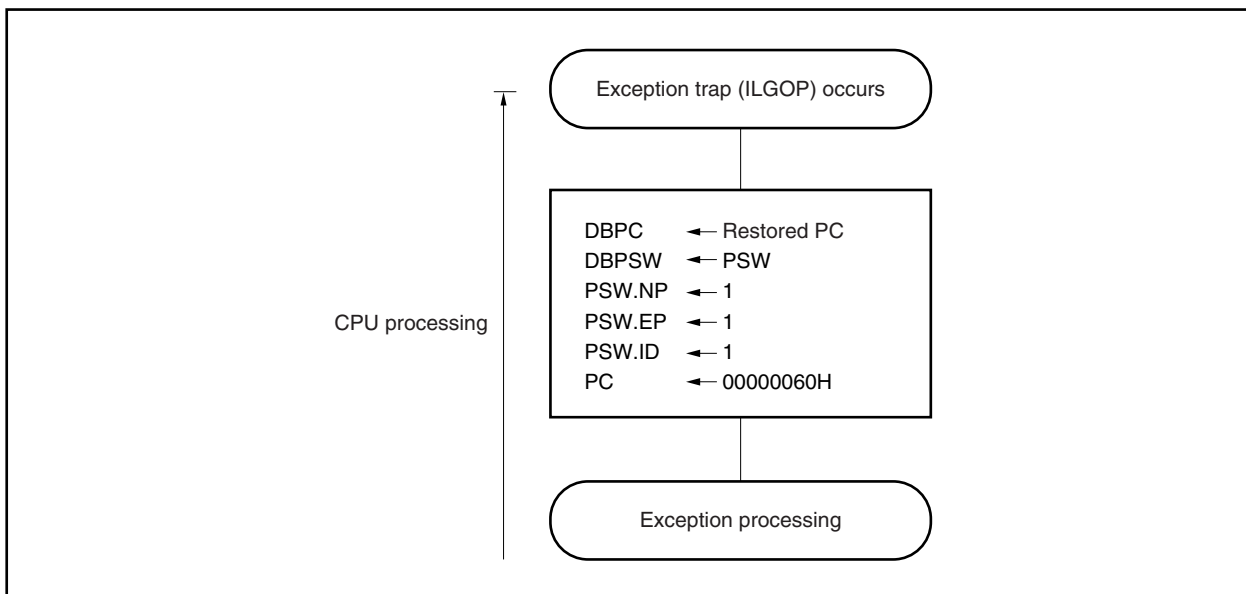 Exception trap (ILGOP) occurs
DBPC ← Restored PC
DBPSW ← PSW
PSW.NP ← 1
PSW.EP ← 1
PSW.ID ← 1
PC ← 00000060H
CPU processing
Exception processing